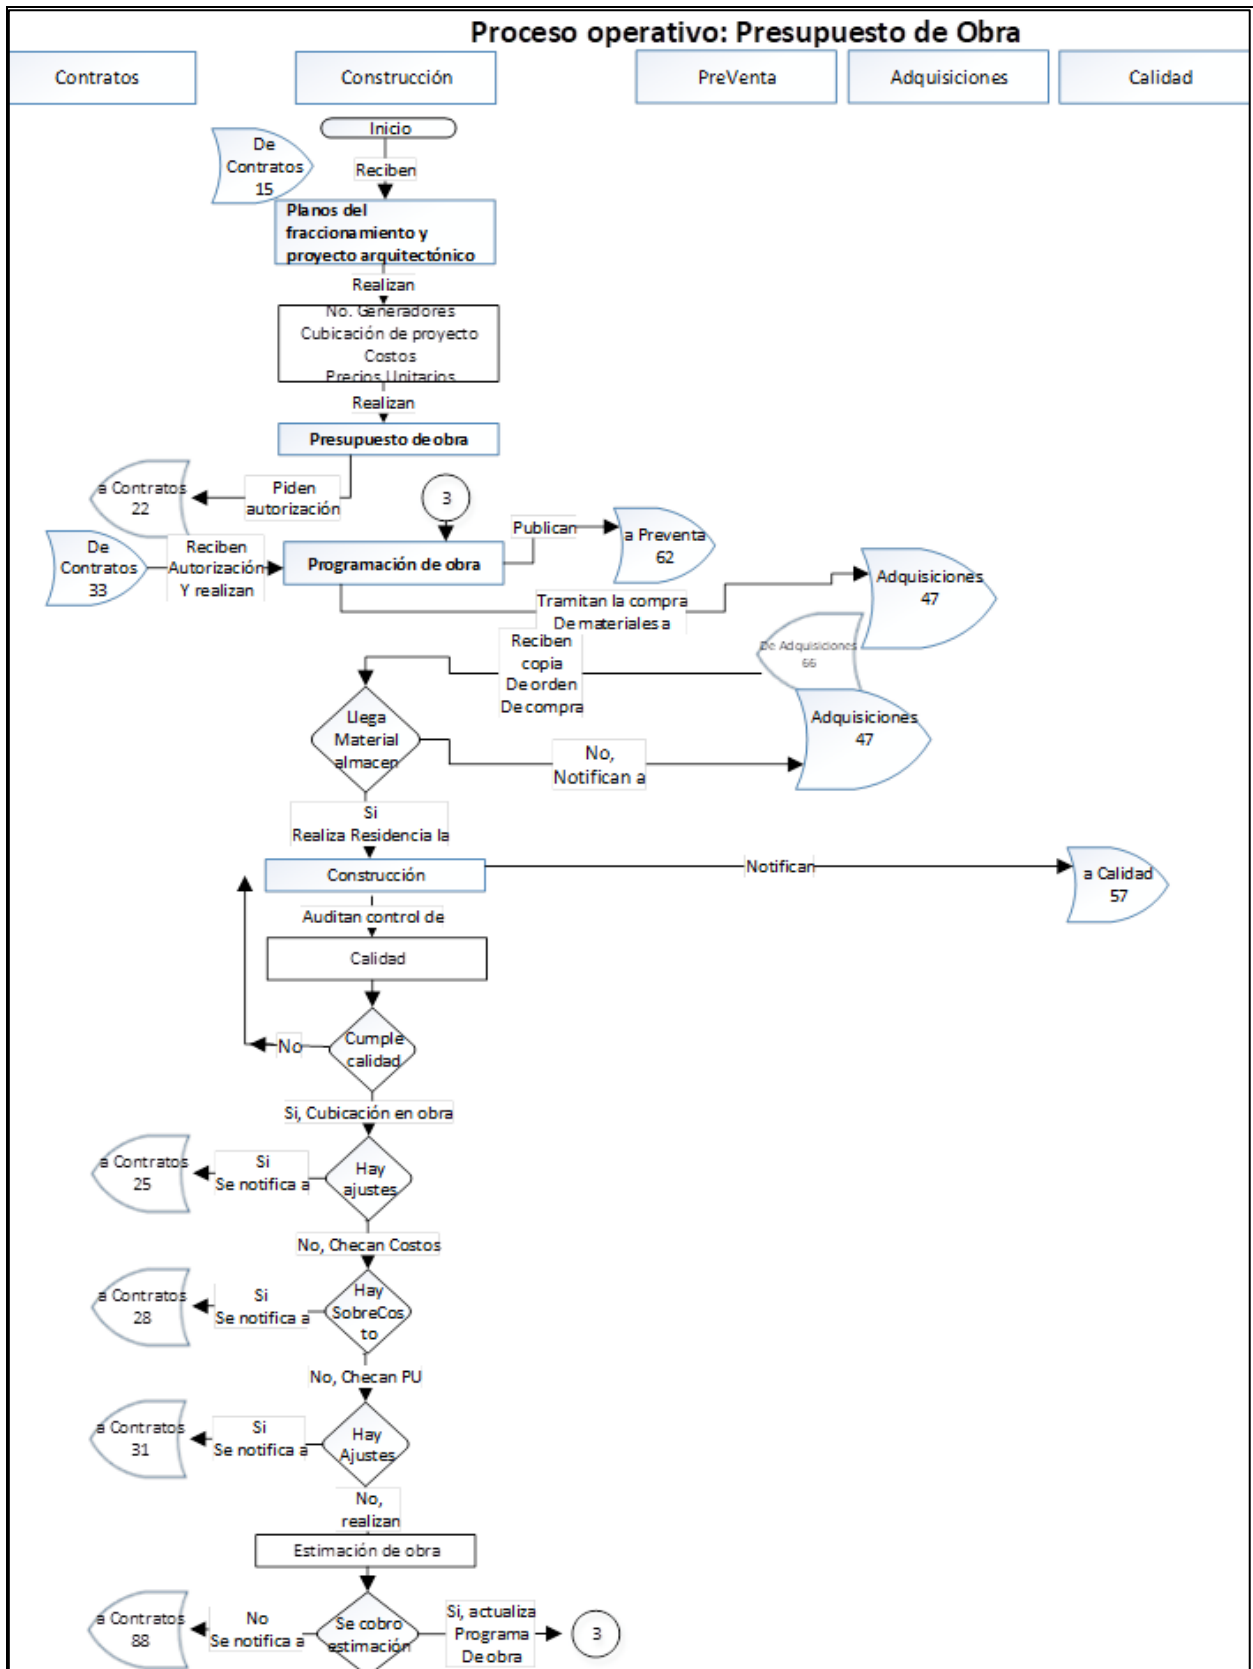 Proceso operativo: Presupuesto de Obra
Contratos
Construcción
PreVenta
Adquisiciones
Calidad
Inicio
De
Contratos
15
Reciben
Planos del
fraccionamiento y
proyecto arquitectónico
Realizan
No. Generadores
Cubicación de proyecto
Costos
Precios Unitarios
Realizan
Presupuesto de obra
a Contratos
22
Piden
autorización
3
De
Contratos
33
Reciben
Autorización
Y realizan
Programación de obra
Publican
a Preventa
62
Tramitan la compra
De materiales a
Adquisiciones
47
De Adquisiciones
66
Reciben
copia
De orden
De compra
Llega
Material
almacen
No,
Notifican a
Adquisiciones
47
Si
Realiza Residencia la
Construcción
Notifican
a Calidad
57
Auditan control de
Calidad
Cumple
calidad
No
Si, Cubicación en obra
Hay
ajustes
Si
Se notifica a
a Contratos
25
No, Checan Costos
Hay
SobreCos
to
Si
Se notifica a
a Contratos
28
No, Checan PU
Hay
Ajustes
Si
Se notifica a
a Contratos
31
No,
realizan
Estimación de obra
Se cobro
estimación
No
Se notifica a
a Contratos
88
Si, actualiza
Programa
De obra
3